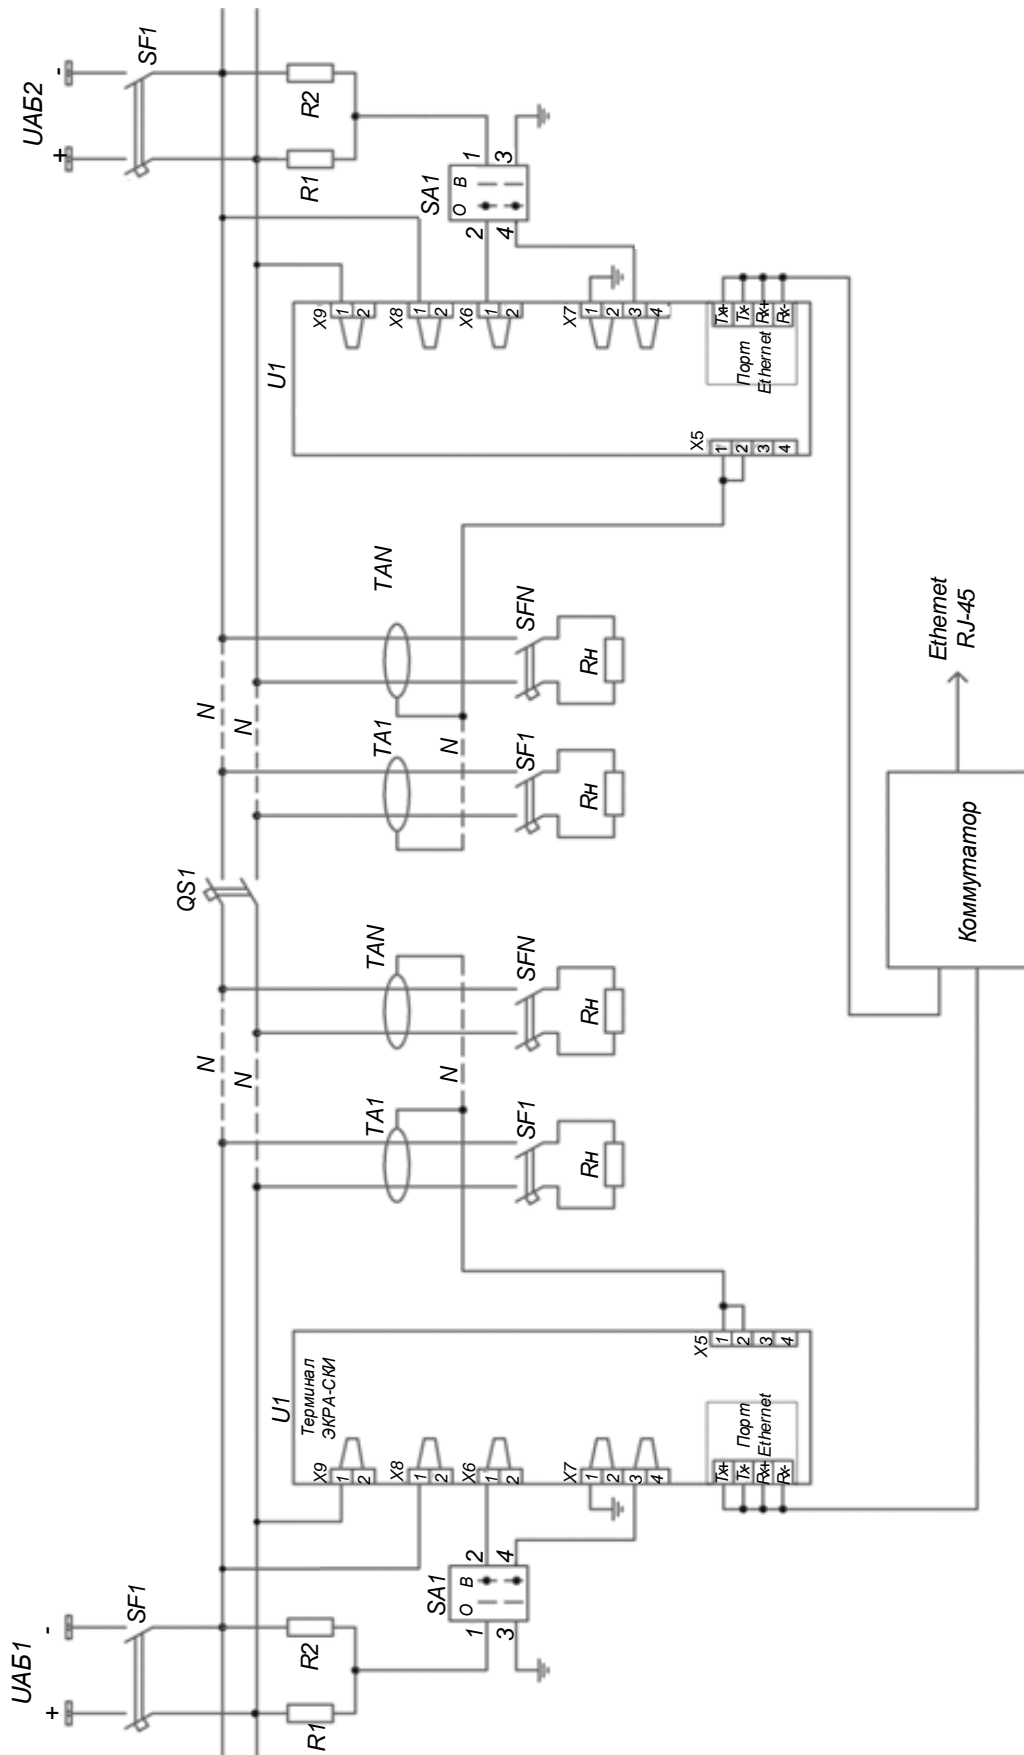 UАБ2
+
-
SF1
R1
R2
SA1
О В
1
3
2
4
U1
X9
1
2
X8
1
2
X6
1
2
X7
1
2
3
4
Tx+
Tx-
Rx+
Rx-
Порт
Ethernet
X5
1
2
3
4
TAN
SFN
Rн
N
N
TA1
N
SF1
Rн
Ethernet
RJ-45
Коммутатор
QS1
TAN
SFN
Rн
N
N
N
TA1
SF1
Rн
U1
Терминал
ЭКРА-СКИ
X5
1
2
3
4
X9
1
2
X8
1
2
X6
1
2
X7
1
2
3
4
Tx+
Tx-
Rx+
Rx-
Порт
Ethernet
SA1
О В
2
4
1
3
UАБ1
+
-
SF1
R1
R2